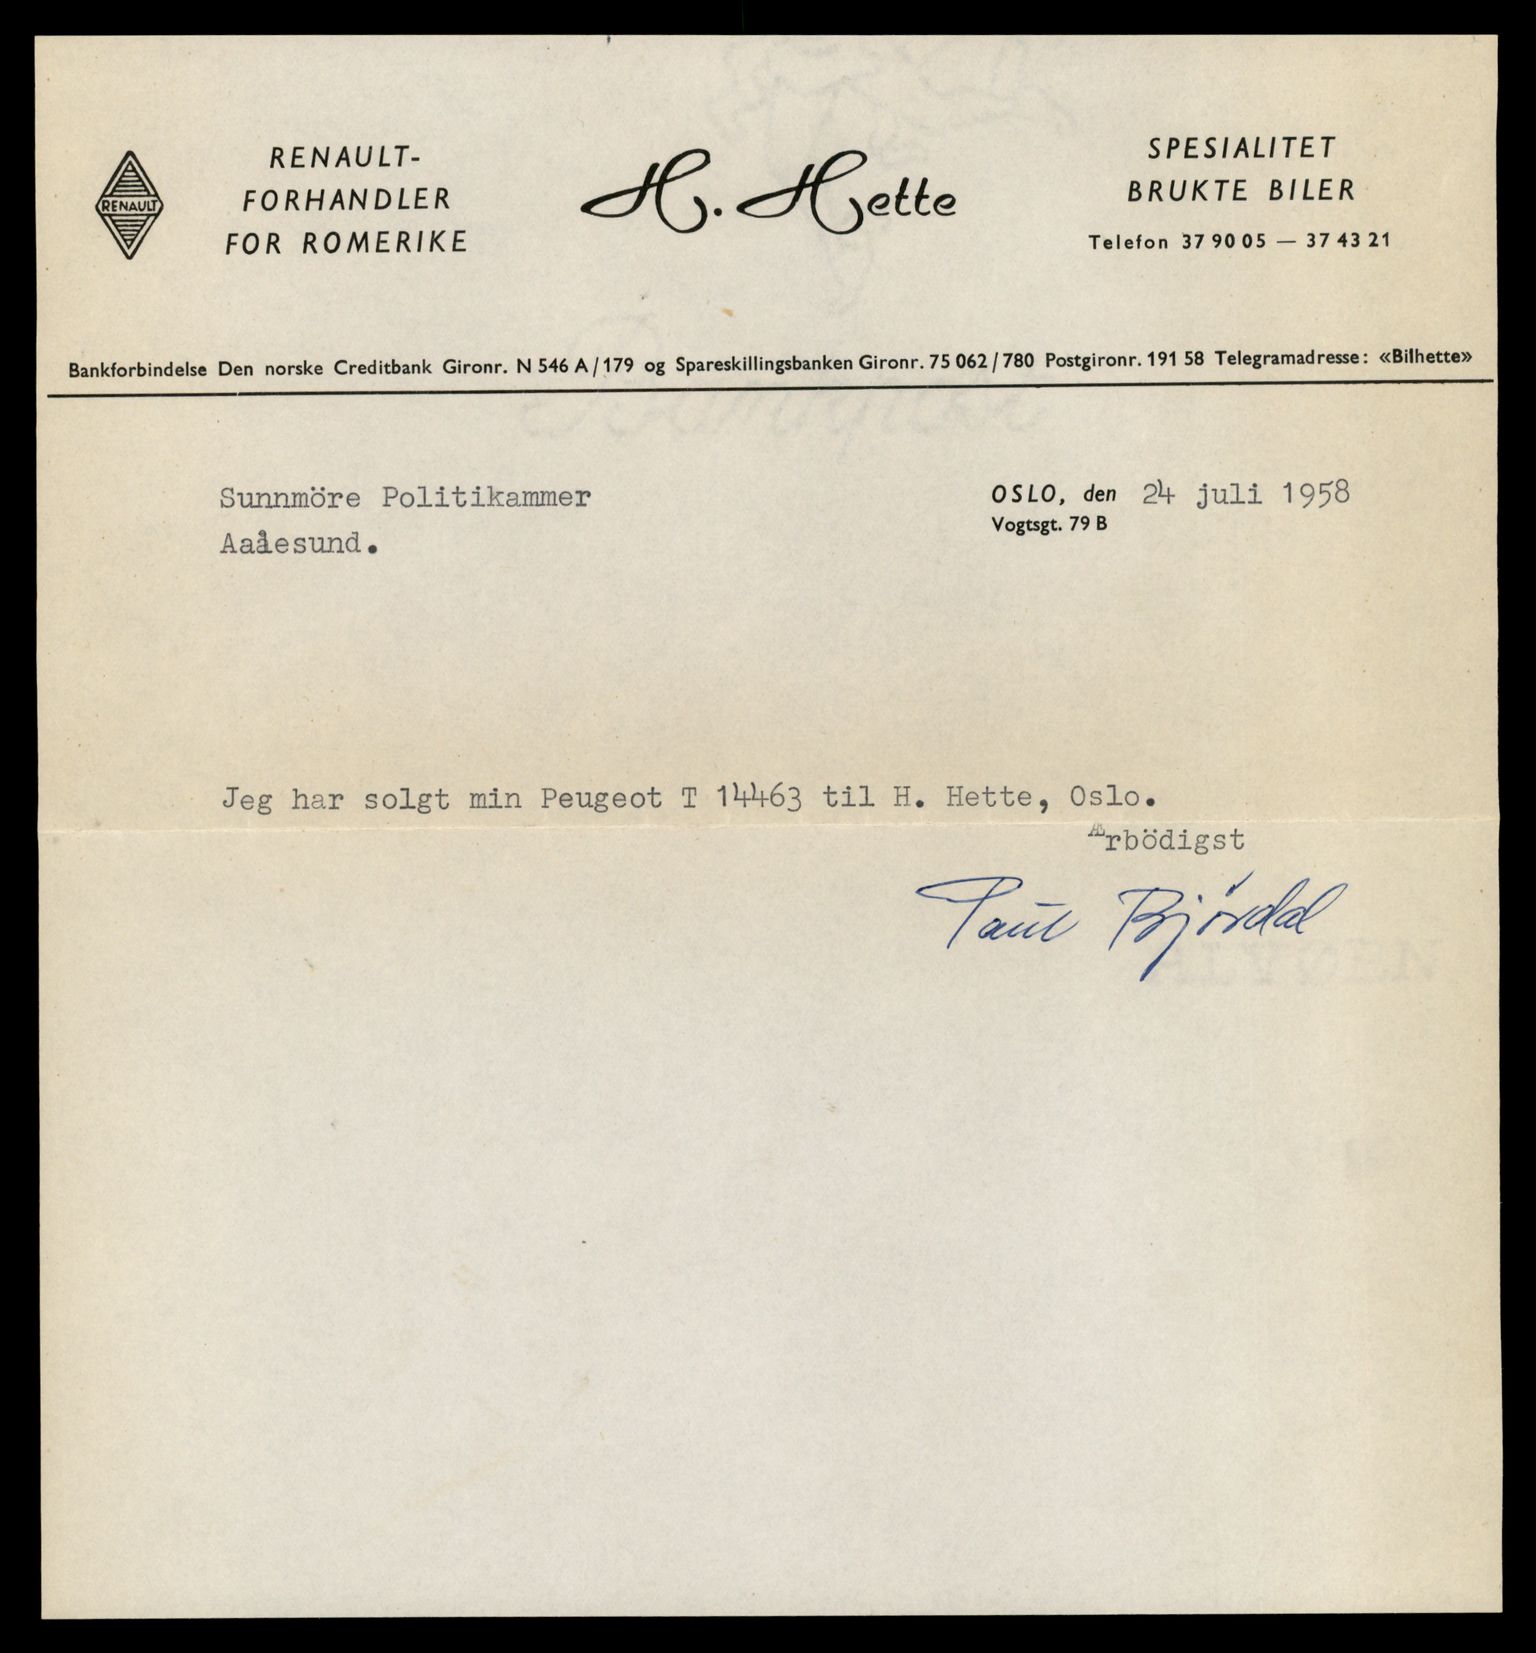 RENAULT
RENAULT-
FORHANDLER
FOR ROMERIKE
H. Hette
SPESIALITET
BRUKTE BILER
Telefon 37 90 05 — 37 43 21
Bankforbindelse Den norske Creditbank Gironr. N 546 A / 179 og Spareskillingsbanken Gironr. 75 062 / 780 Postgironr. 191 58 Telegramadresse: «Bilhette»
Sunnmöre Politikammer
Aaålesund.
OSLO, den 24 juli 1958
Vogtsgt. 79 B
Jeg har solgt min Peugeot T 14463 til H. Hette, Oslo.
Ærbödigst
Paul Bjørdal